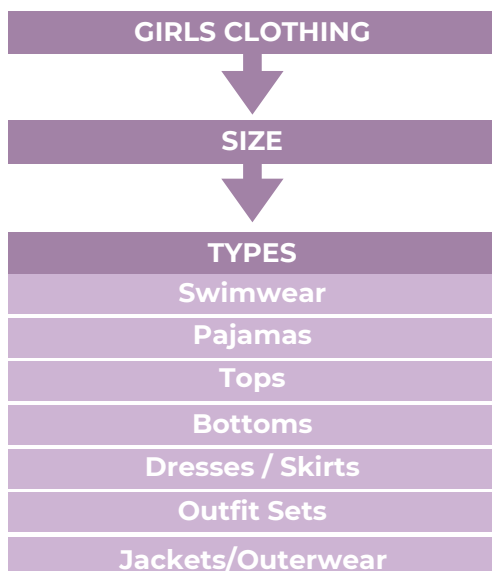 GIRLS CLOTHING
SIZE
TYPES
Swimwear
Pajamas
Tops
Bottoms
Dresses / Skirts
Outfit Sets
Jackets/Outerwear